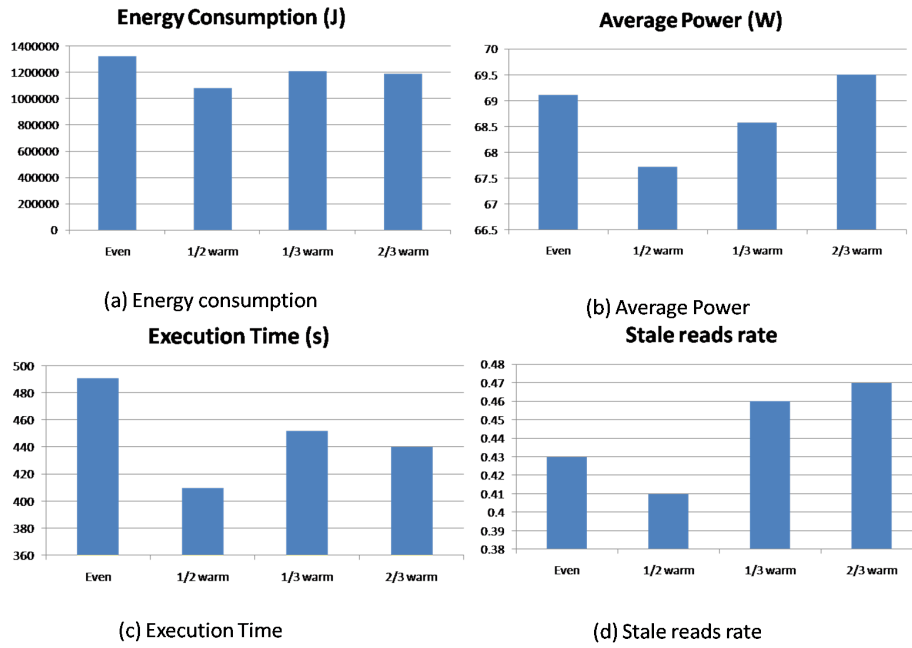 Energy Consumption (J)
1400000
1200000
1000000
800000
600000
400000
200000
0
Even
1/2 warm
1/3 warm
2/3 warm
(a) Energy consumption
Average Power (W)
70
69.5
69
68.5
68
67.5
67
66.5
Even
1/2 warm
1/3 warm
2/3 warm
(b) Average Power
Execution Time (s)
500
480
460
440
420
400
380
360
Even
1/2 warm
1/3 warm
2/3 warm
(c) Execution Time
Stale reads rate
0.48
0.47
0.46
0.45
0.44
0.43
0.42
0.41
0.4
0.39
0.38
Even
1/2 warm
1/3 warm
2/3 warm
(d) Stale reads rate